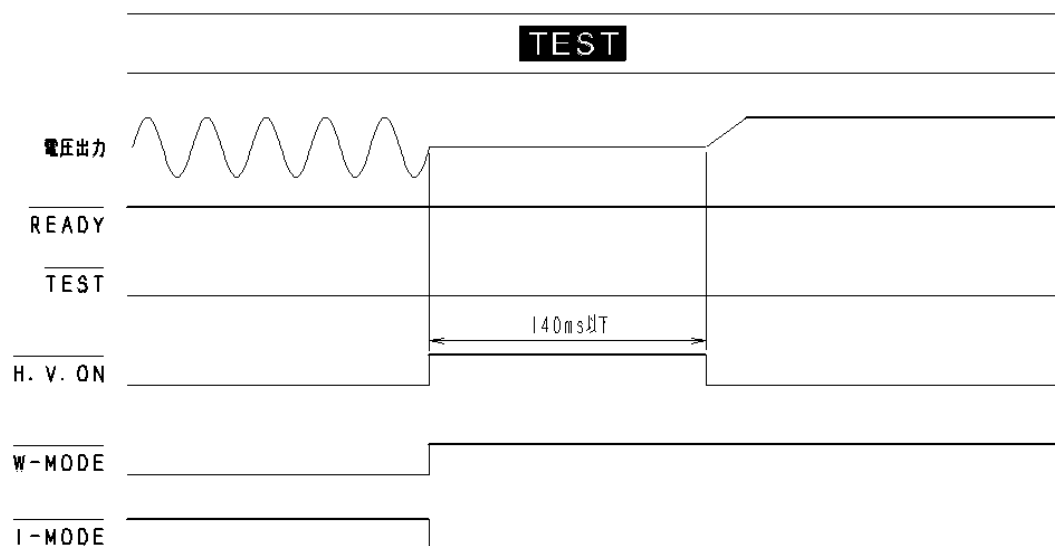 TEST
電圧出力
READY
TEST
140ms以下
H.V.ON
W-MODE
I-MODE